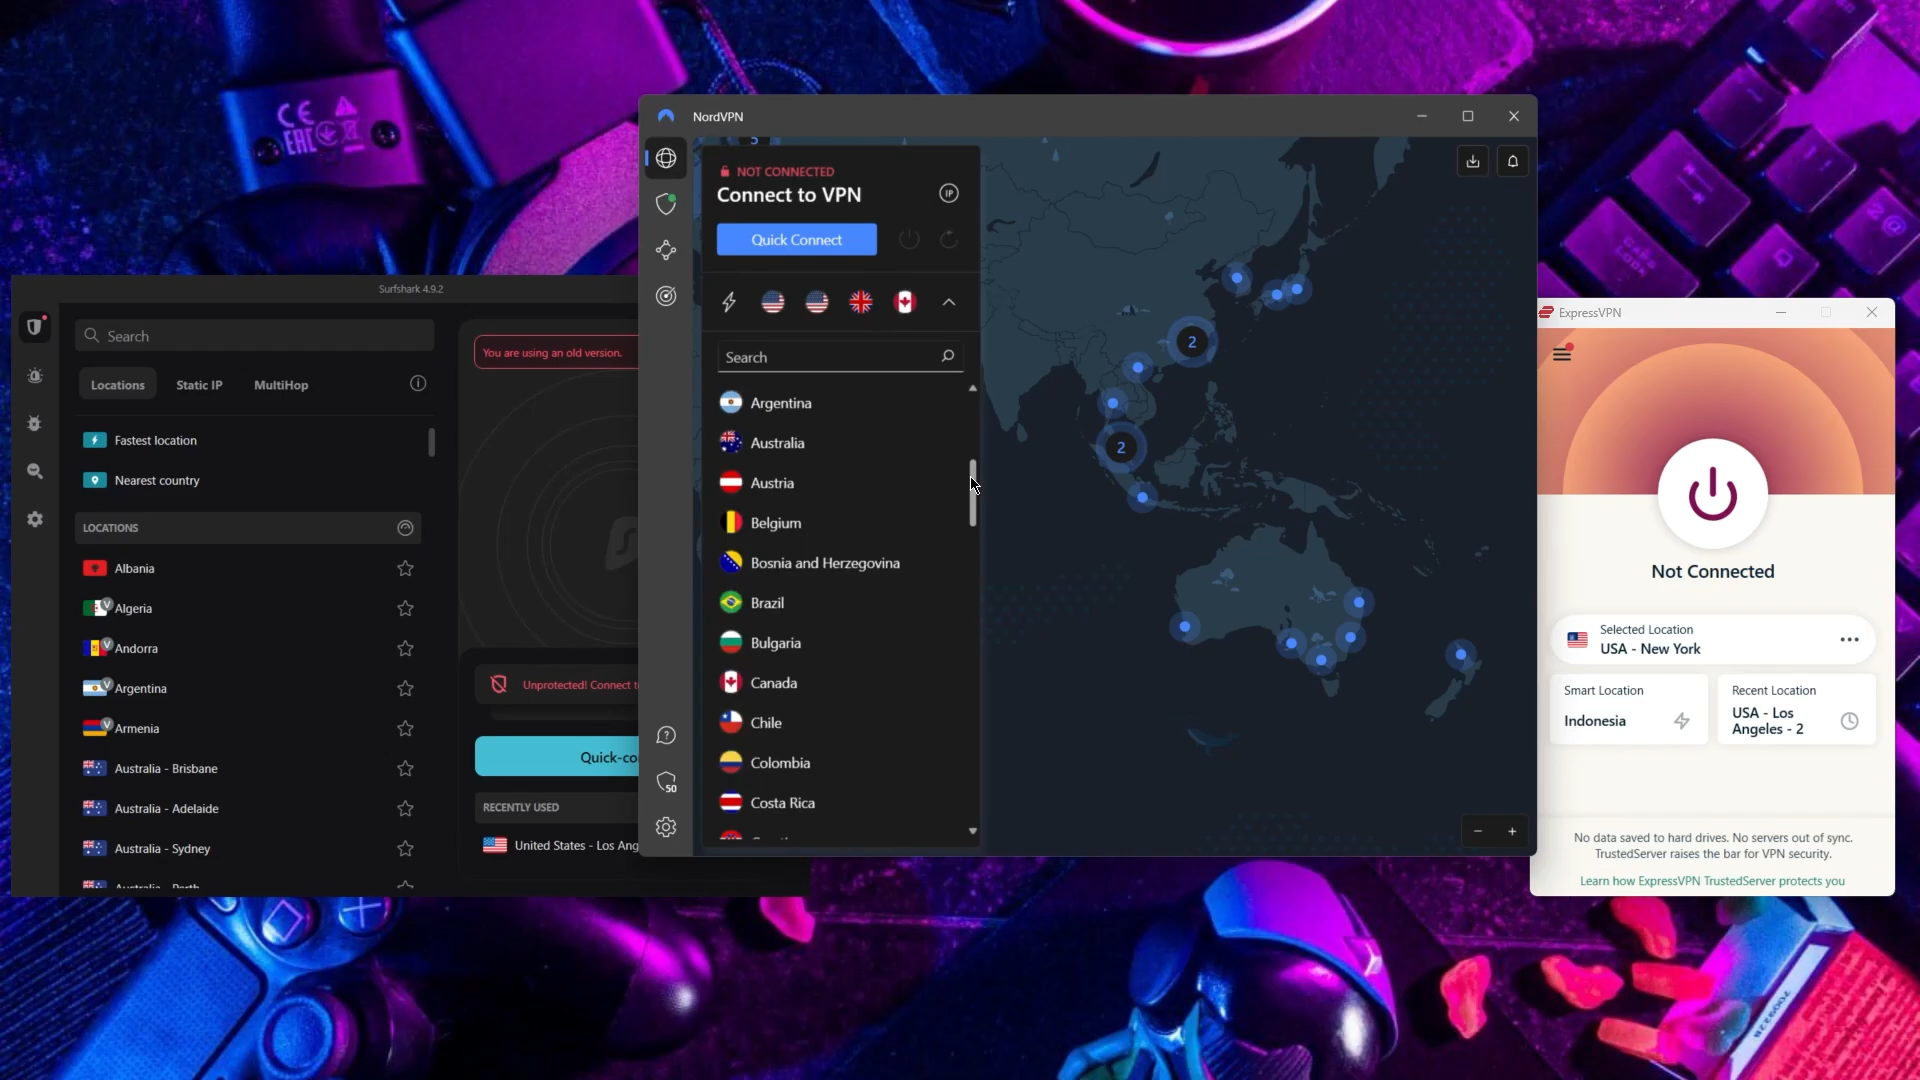 Surfshark 4.9.2
Search
You are using an old version.
Locations
Static IP
MultiHop
Fastest location
Nearest country
LOCATIONS
Albania
Algeria
Andorra
Argentina
Armenia
Australia - Brisbane
Australia - Adelaide
Australia - Sydney
Unprotected! Connect t
Quick-co
RECENTLY USED
United States - Los Ang
NordVPN
NOT CONNECTED
Connect to VPN
IP
Quick Connect
Search
Argentina
Australia
Austria
Belgium
Bosnia and Herzegovina
Brazil
Bulgaria
Canada
Chile
Colombia
Costa Rica
50
2
2
ExpressVPN
Not Connected
Selected Location
USA - New York
Smart Location
Indonesia
Recent Location
USA - Los
Angeles - 2
No data saved to hard drives. No servers out of sync.
TrustedServer raises the bar for VPN security.
Learn how ExpressVPN TrustedServer protects you